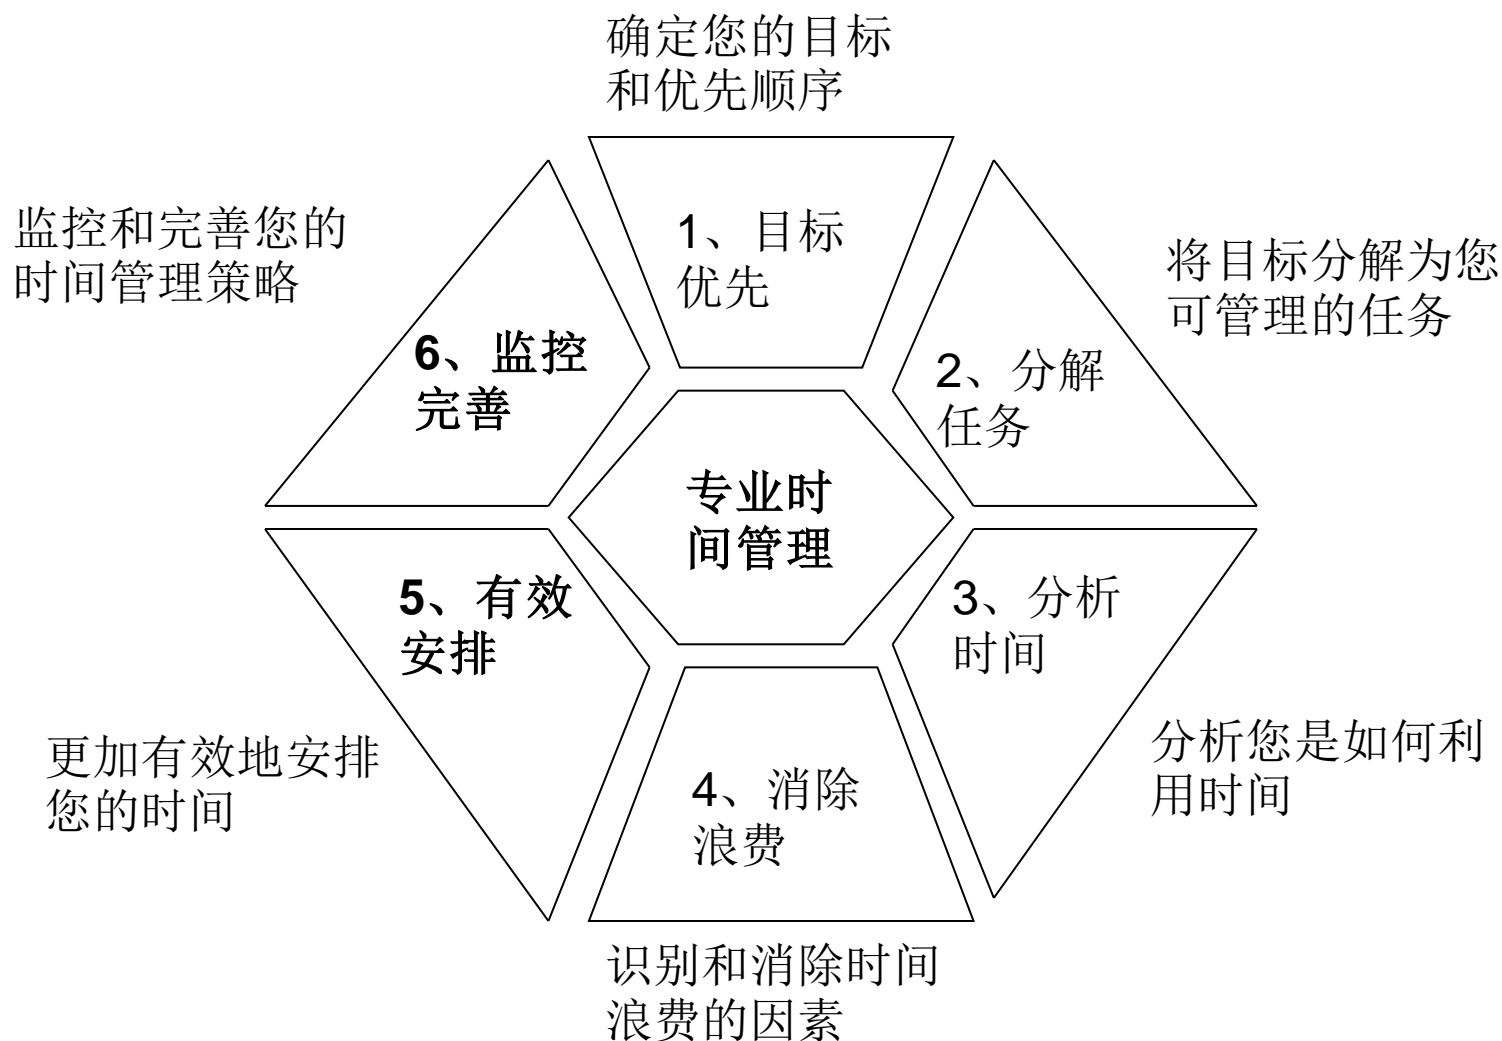 确定您的目标
和优先顺序
1、目标
优先
将目标分解为您
可管理的任务
2、分解
任务
3、分析
时间
分析您是如何利
用时间
4、消除
浪费
识别和消除时间
浪费的因素
5、有效
安排
更加有效地安排
您的时间
监控和完善您的
时间管理策略
6、监控
完善
专业时
间管理